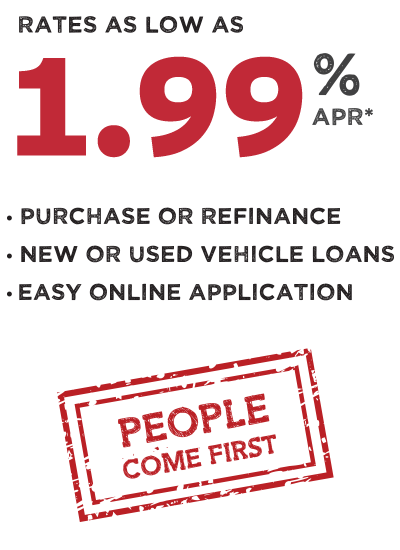 RATES AS LOW AS
1.99%
APR*
• PURCHASE OR REFINANCE
• NEW OR USED VEHICLE LOANS
• EASY ONLINE APPLICATION
PEOPLE
COME FIRST